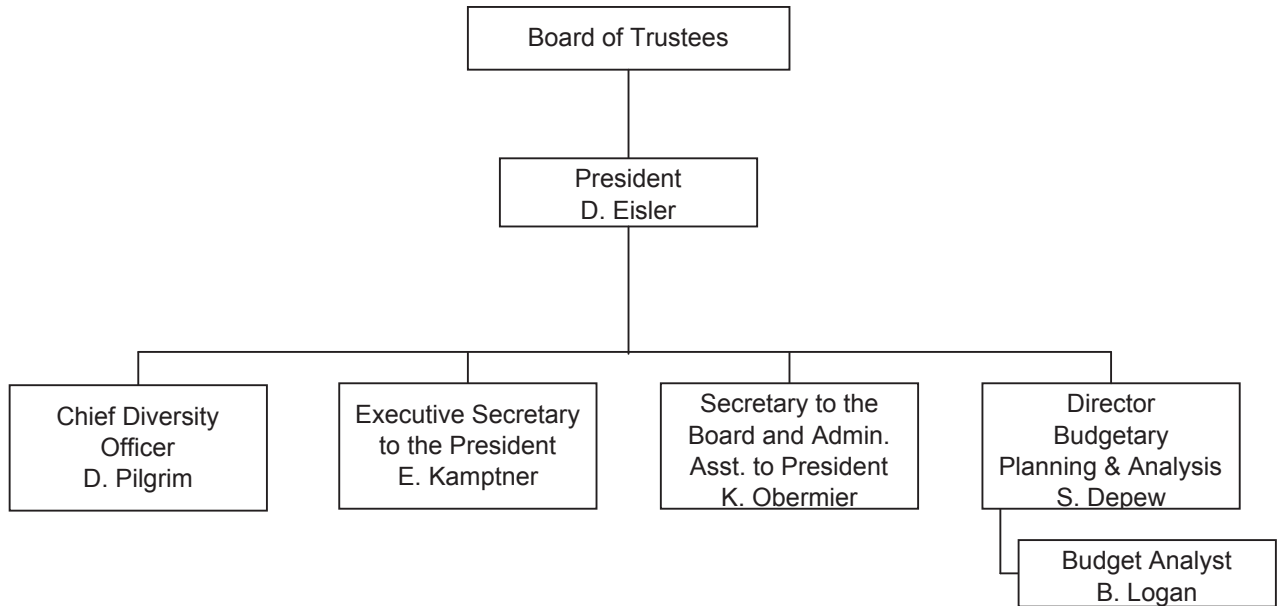 Board of Trustees
President
D. Eisler
Chief Diversity
Officer
D. Pilgrim
Executive Secretary
to the President
E. Kamptner
Secretary to the
Board and Admin.
Asst. to President
K. Obermier
Director
Budgetary
Planning & Analysis
S. Depew
Budget Analyst
B. Logan